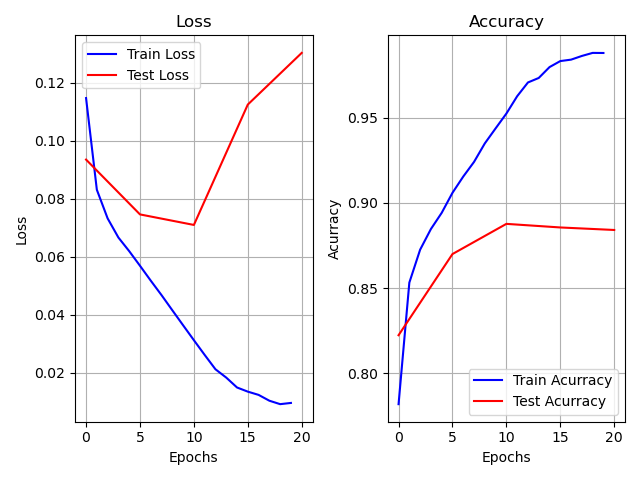 Loss
Train Loss
Test Loss
0.12
0.10
0.08
0.06
0.04
0.02
Loss
0
5
10
15
20
Epochs
Accuracy
0.95
0.90
0.85
0.80
Acurracy
Train Acurracy
Test Acurracy
0
5
10
15
20
Epochs